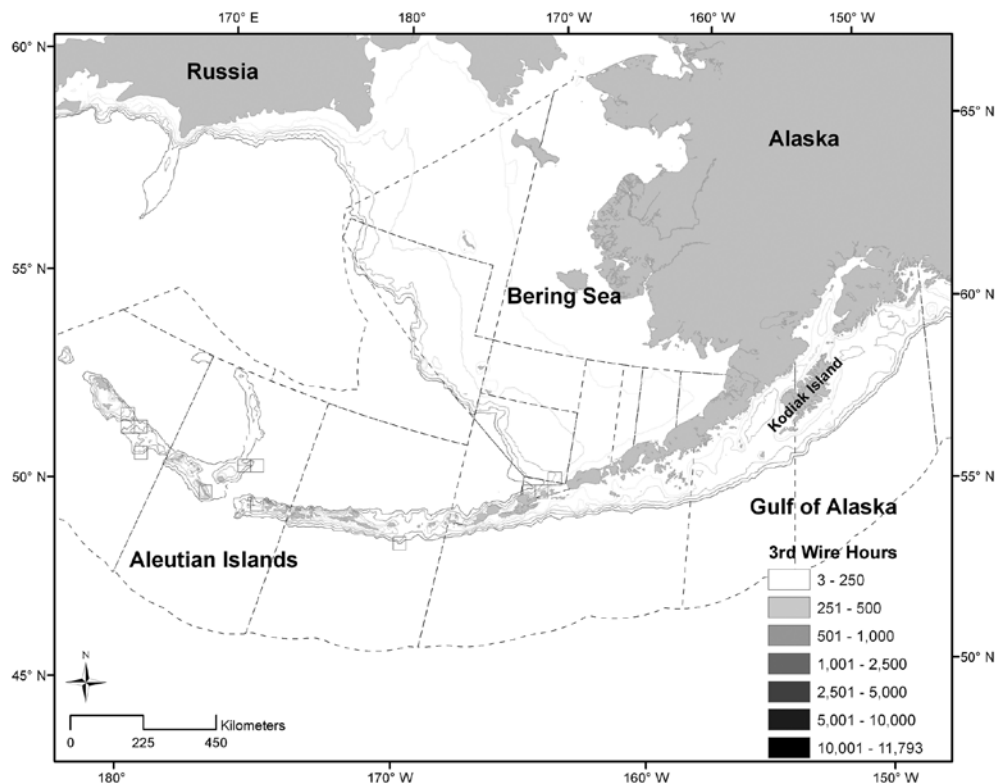 170° E 180° 170° W 160° W 150° W
60° N
Russia
65° N
Alaska
55° N
60° N
Bering Sea
Kodiak Island
50° N
55° N
Gulf of Alaska
Aleutian Islands
3rd Wire Hours
3 - 250
251 - 500
501 - 1,000
1,001 - 2,500
2,501 - 5,000
5,001 - 10,000
10,001 - 11,793
N
50° N
45° N
Kilometers
0 225 450
180° 170° W 160° W 150° W